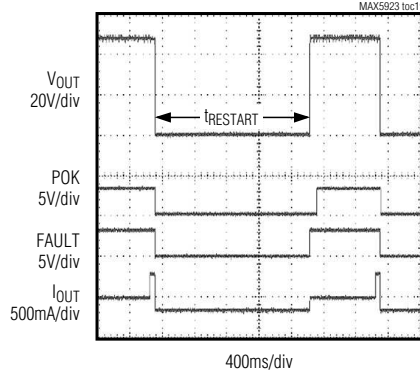 MAX5923 toc1
VOUT
20V/div
tRESTART
POK
5V/div
FAULT
5V/div
IOUT
500mA/div
400ms/div